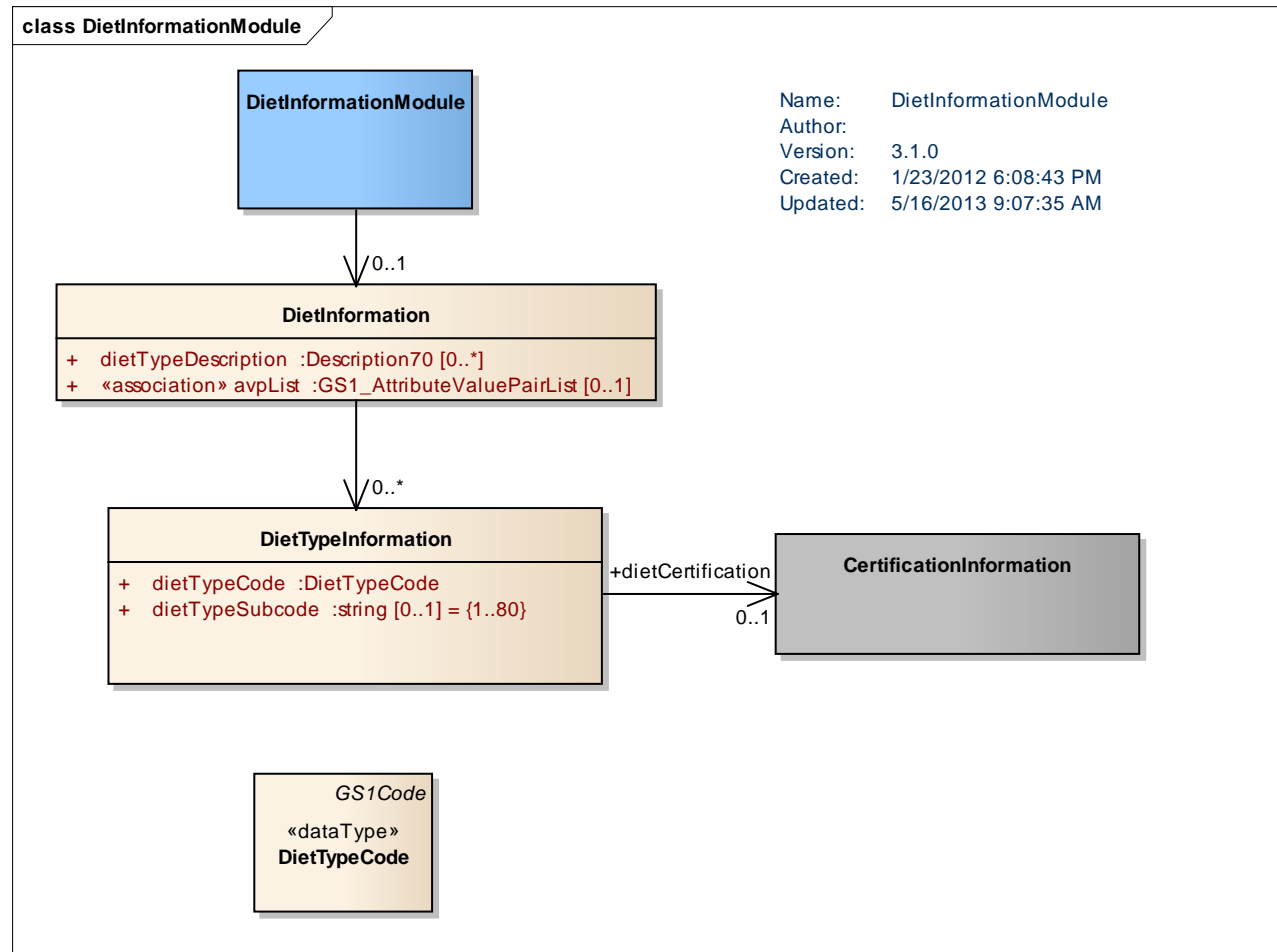 class DietInformationModule
DietInformationModule
Name: DietInformationModule
Author:
Version: 3.1.0
Created: 1/23/2012 6:08:43 PM
Updated: 5/16/2013 9:07:35 AM
0..1
DietInformation
+ dietTypeDescription :Description70 [0..*]
+ «association» avpList :GS1_AttributeValuePairList [0..1]
0..*
DietTypeInformation
+ dietTypeCode :DietTypeCode
+ dietTypeSubcode :string [0..1] = {1..80}
+dietCertification
0..1
CertificationInformation
GS1Code
«dataType»
DietTypeCode